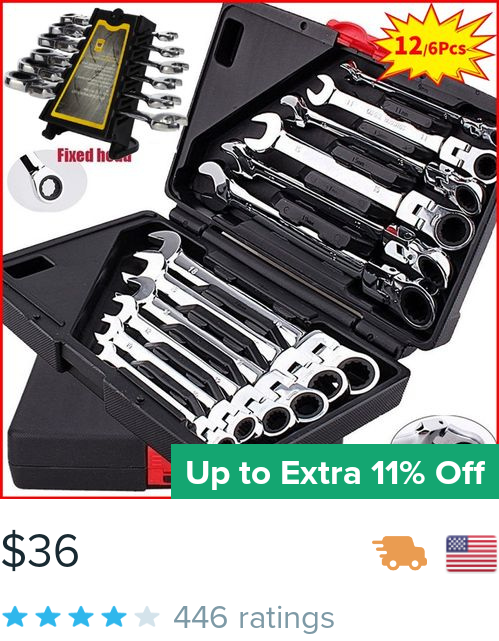 12/6Pcs
Fixed head
Up to Extra 11% Off
$36
446 ratings